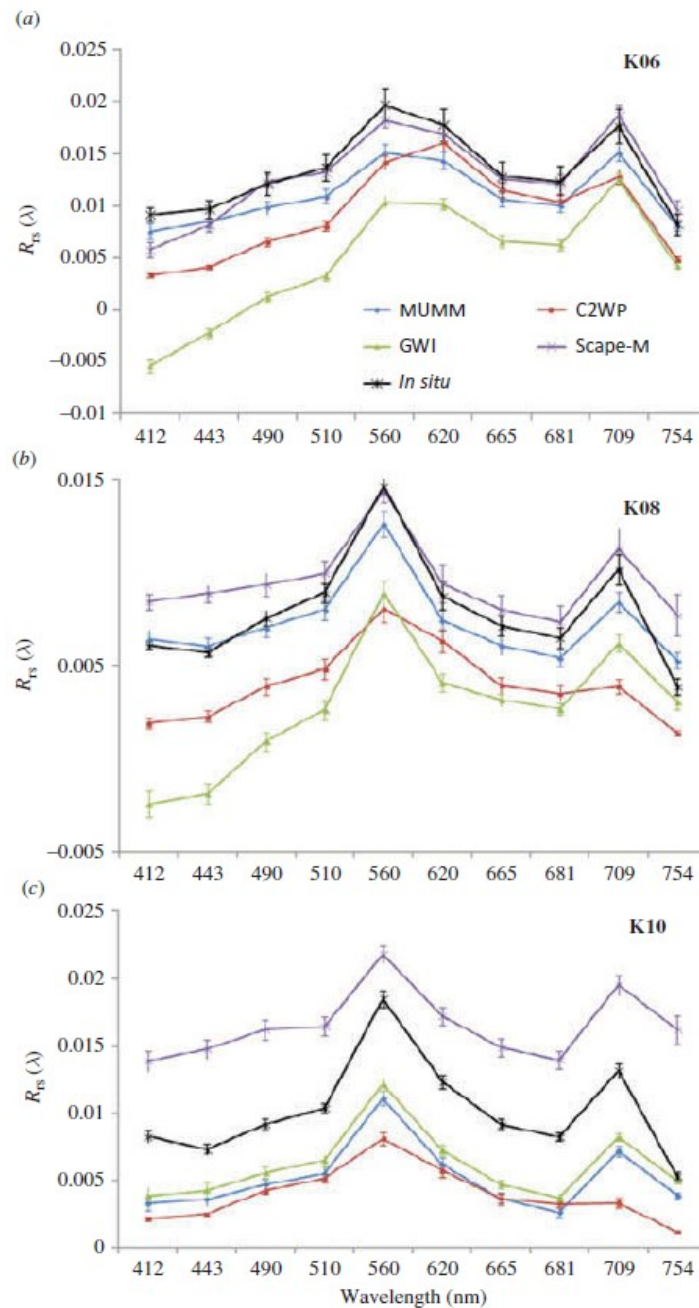 (a)
K06
0.025
0.02
0.015
0.01
0.005
0
−0.005
−0.01
Rrs (λ)
MUMM C2WP
GWI Scape-M
In situ
412 443 490 510 560 620 665 681 709 754
(b)
K08
0.015
0.005
−0.005
Rrs (λ)
412 443 490 510 560 620 665 681 709 754
(c)
K10
0.025
0.02
0.015
0.01
0.005
0
Rrs (λ)
412 443 490 510 560 620 665 681 709 754
Wavelength (nm)